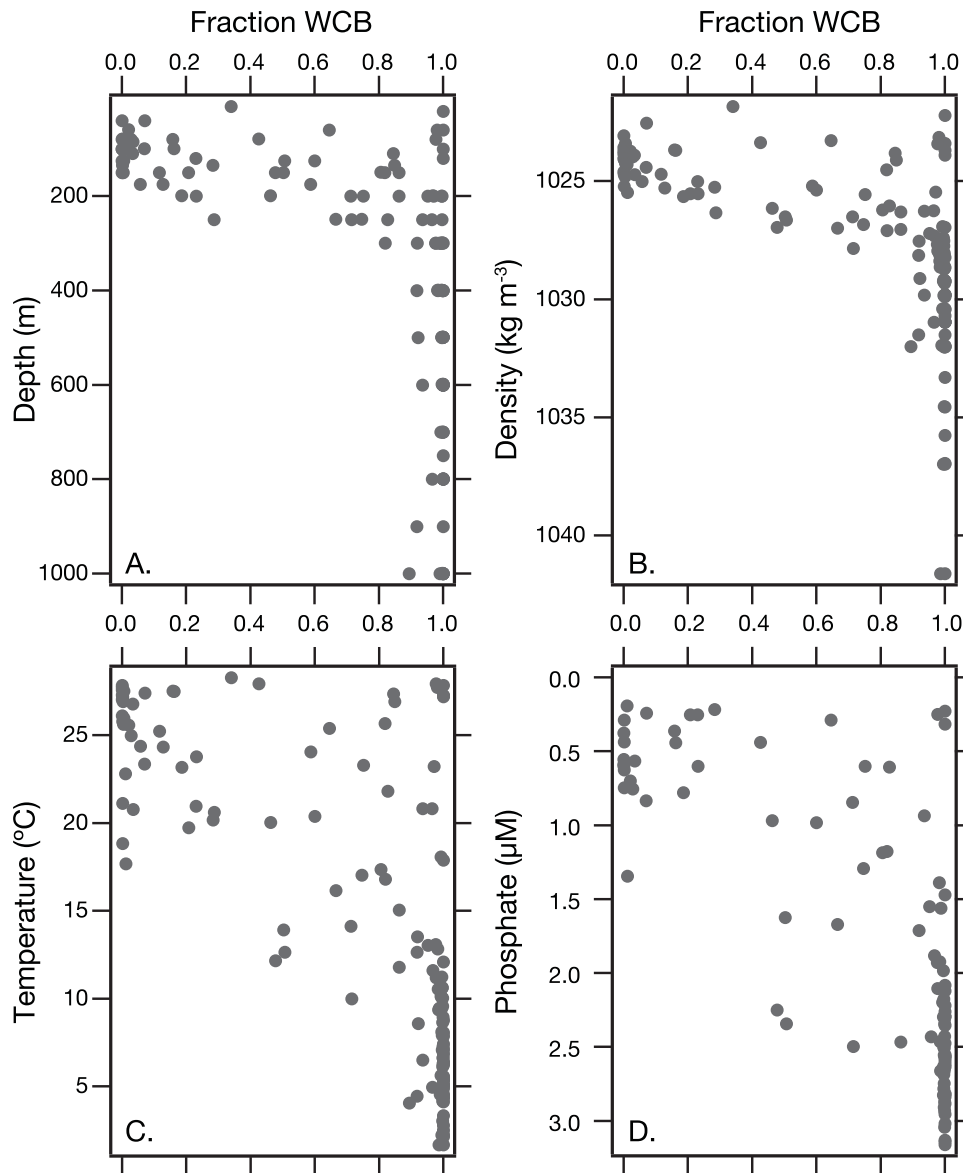 Fraction WCB
0.0 0.2 0.4 0.6 0.8 1.0
Depth (m)
200
400
600
800
1000
A.
Fraction WCB
0.0 0.2 0.4 0.6 0.8 1.0
Density (kg m⁻³)
1025
1030
1035
1040
B.
0.0 0.2 0.4 0.6 0.8 1.0
Temperature (ºC)
25
20
15
10
5
C.
0.0 0.2 0.4 0.6 0.8 1.0
Phosphate (µM)
0.0
0.5
1.0
1.5
2.0
2.5
3.0
D.